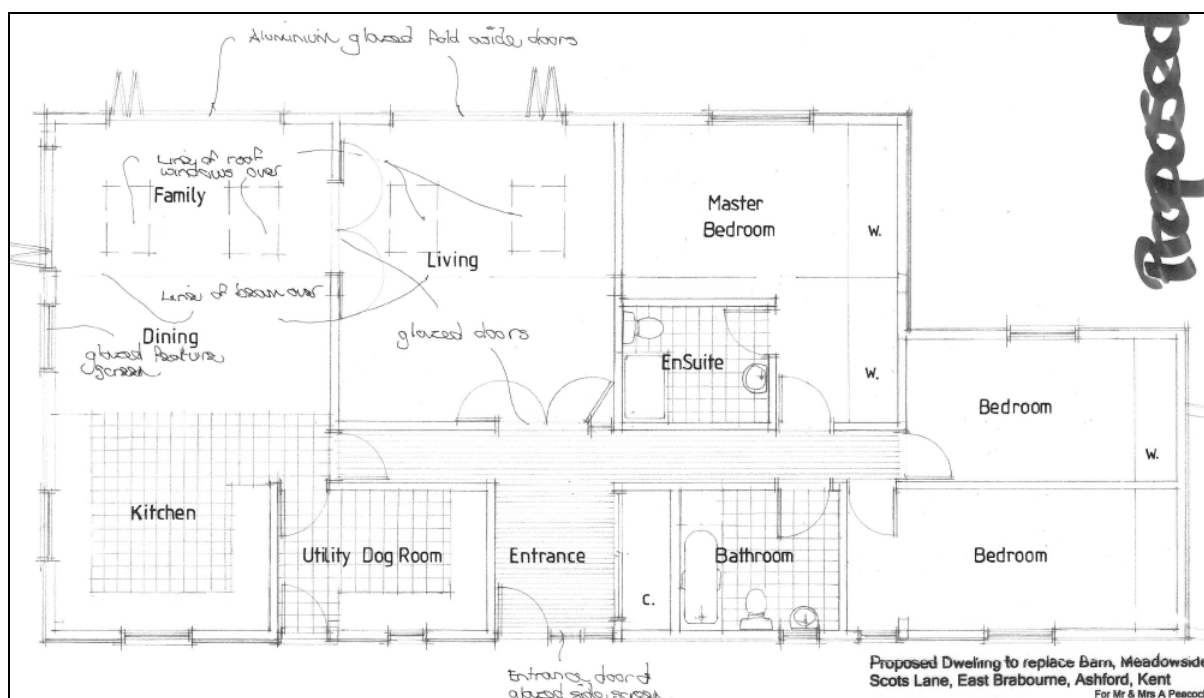 Aluminium glazed fold aside doors
Proposed
Line of roof
windows over
Family
Living
Master
Bedroom
W.
Line of beam over
Dining
glazed feature
screen
glazed doors
EnSuite
W.
Bedroom
W.
Kitchen
Utility Dog Room
Entrance
C.
Bathroom
Bedroom
Entrance door &
glazed side screen
Proposed Dwelling to replace Barn, Meadowside
Scots Lane, East Brabourne, Ashford, Kent
For Mr & Mrs A Peacock